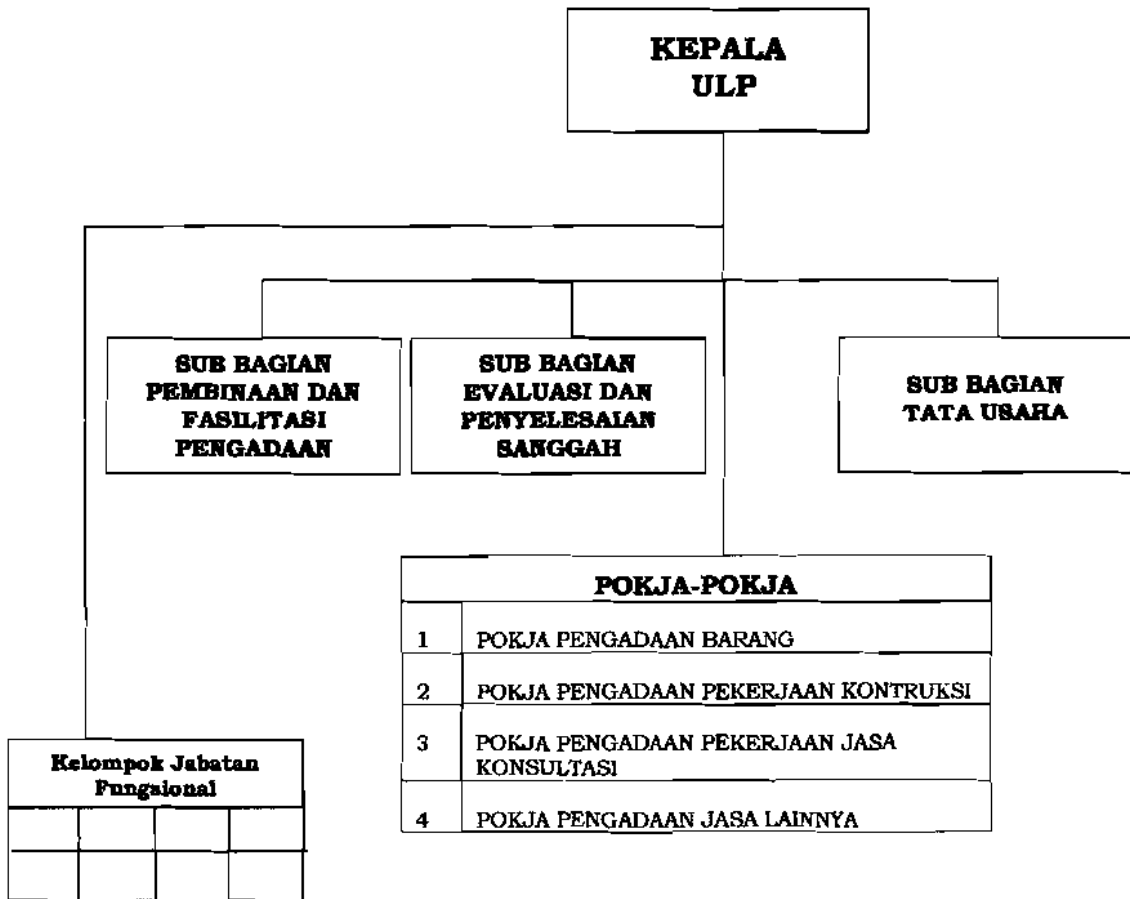 KEPALA
ULP
SUB BAGIAN
PEMBINAAN DAN
FASILITASI
PENGADAAN
SUB BAGIAN
EVALUASI DAN
PENYELESAIAN
SANGGAH
SUB BAGIAN
TATA USAHA
POKJA-POKJA
1 POKJA PENGADAAN BARANG
2 POKJA PENGADAAN PEKERJAAN KONTRUKSI
3 POKJA PENGADAAN PEKERJAAN JASA
KONSULTASI
4 POKJA PENGADAAN JASA LAINNYA
Kelompok Jabatan
Fungsional